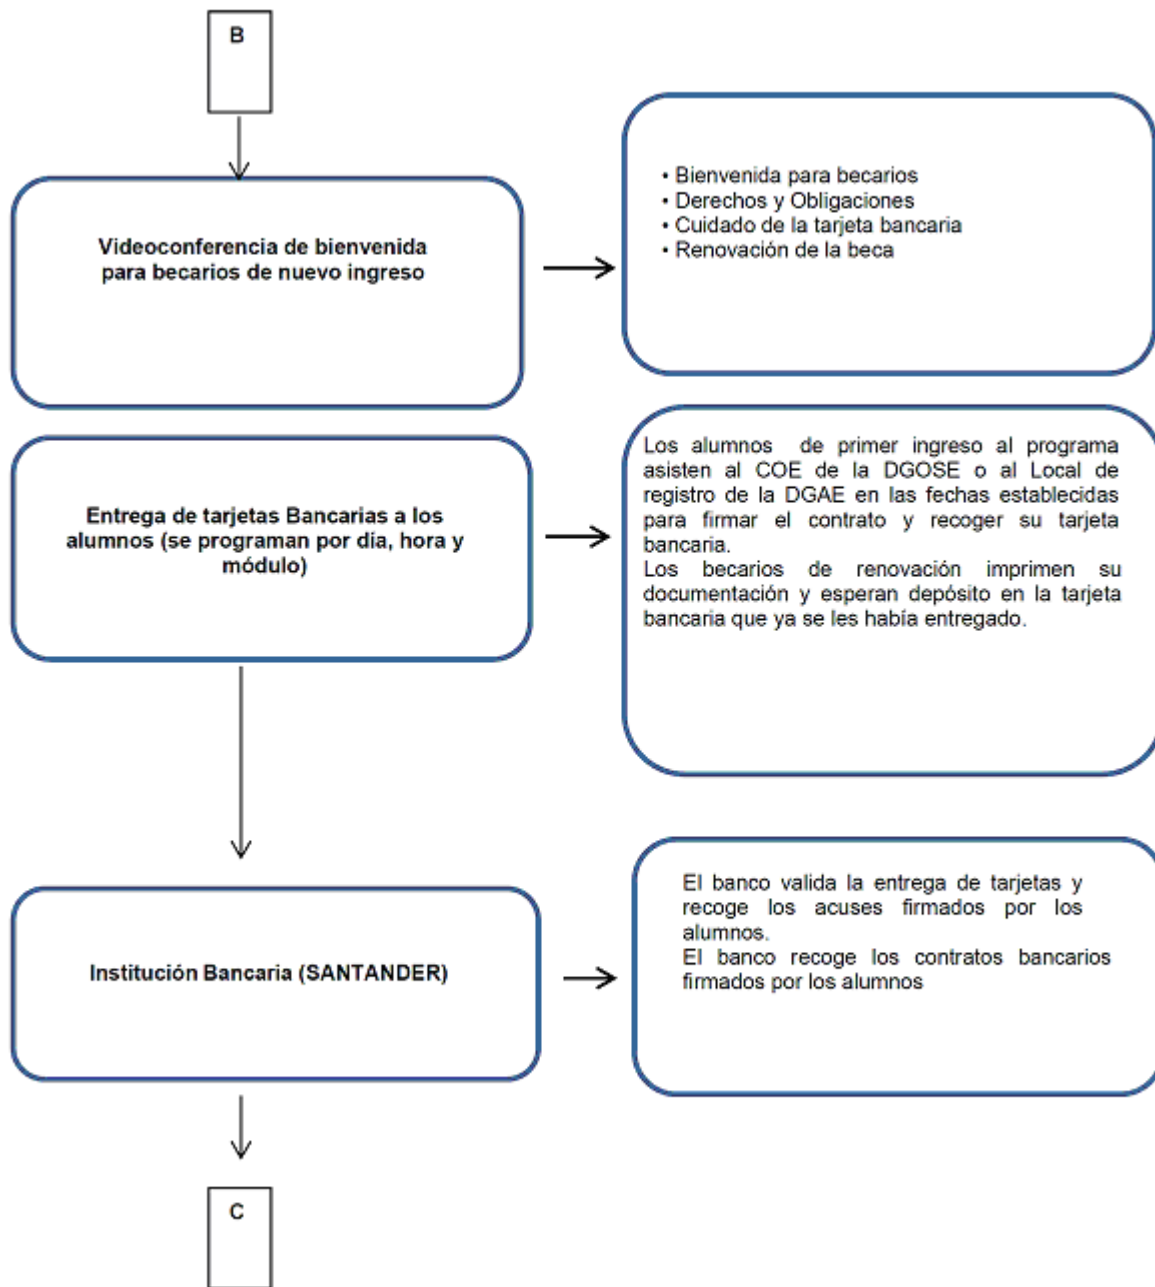 B
Videoconferencia de bienvenida
para becarios de nuevo ingreso
• Bienvenida para becarios
• Derechos y Obligaciones
• Cuidado de la tarjeta bancaria
• Renovación de la beca
Entrega de tarjetas Bancarias a los
alumnos (se programan por día, hora y
módulo)
Los alumnos de primer ingreso al programa
asisten al COE de la DGOSE o al Local de
registro de la DGAE en las fechas establecidas
para firmar el contrato y recoger su tarjeta
bancaria.
Los becarios de renovación imprimen su
documentación y esperan depósito en la tarjeta
bancaria que ya se les había entregado.
Institución Bancaria (SANTANDER)
El banco valida la entrega de tarjetas y
recoge los acuses firmados por los
alumnos.
El banco recoge los contratos bancarios
firmados por los alumnos
C